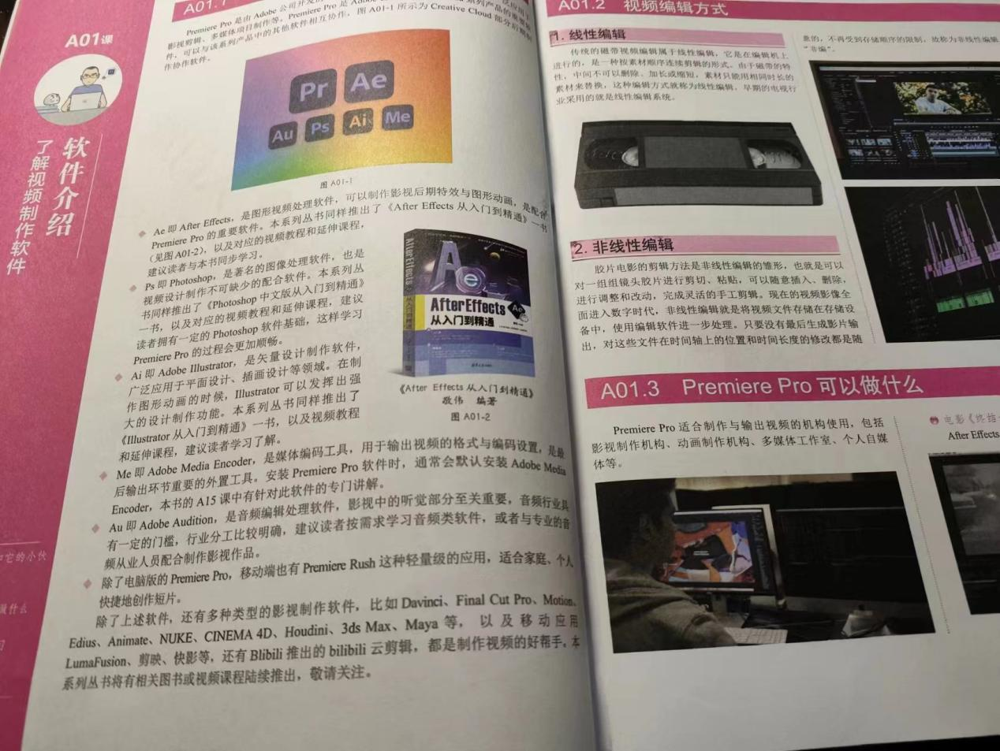 A01课
软件介绍
了解视频制作软件
A01.1
Premiere Pro 是由 Adobe 公司开发的
影视剪辑、多媒体项目制作等。Premiere Pro 是
件，可以与该系列产品中的其他软件相互协作，图 A01-1 所示为 Creative Cloud 部分后期制
作协作软件。
Pr
Ae
Au
Ps
Ai
Me
图 A01-1
Ae 即 After Effects，是图形视频处理软件，可以制作影视后期特效与图形动画，是配合
Premiere Pro 的重要软件。本系列丛书同样推出了《After Effects 从入门到精通》一书
（见图 A01-2），以及对应的视频教程和延伸课程，
建议读者与本书同步学习。
Ps 即 Photoshop，是著名的图像处理软件，也是
视频设计制作不可缺少的配合软件。本系列丛
书同样推出了《Photoshop 中文版从入门到精通》
一书，以及对应的视频教程和延伸课程，建议
读者拥有一定的 Photoshop 软件基础，这样学习
Premiere Pro 的过程会更加顺畅。
Ai 即 Adobe Illustrator，是矢量设计制作软件，
广泛应用于平面设计、插画设计等领域。在制
作图形动画的时候，Illustrator 可以发挥出强
大的设计制作功能。本系列丛书同样推出了
《Illustrator 从入门到精通》一书，以及视频教程
和延伸课程，建议读者学习了解。
After Effects
从入门到精通
Ae
AfterEffects
从入门到精通
《After Effects 从入门到精通》
敬伟 编著
图 A01-2
Me 即 Adobe Media Encoder，是媒体编码工具，用于输出视频的格式与编码设置，是最
后输出环节重要的外置工具。安装 Premiere Pro 软件时，通常会默认安装 Adobe Media
Encoder，本书的 A15 课中有针对此软件的专门讲解。
Au 即 Adobe Audition，是音频编辑处理软件，影视中的听觉部分至关重要，音频行业具
有一定的门槛，行业分工比较明确，建议读者按需求学习音频类软件，或者与专业的音
频从业人员配合制作影视作品。
除了电脑版的 Premiere Pro，移动端也有 Premiere Rush 这种轻量级的应用，适合家庭、个人
快捷地创作短片。
除了上述软件，还有多种类型的影视制作软件，比如 Davinci、Final Cut Pro、Motion、
Edius、Animate、NUKE、CINEMA 4D、Houdini、3ds Max、Maya 等，以及移动应用
LumaFusion、剪映、快影等，还有 Blibili 推出的 bilibili 云剪辑，都是制作视频的好帮手。本
系列丛书将有相关图书或视频课程陆续推出，敬请关注。
A01.2 视频编辑方式
1. 线性编辑
传统的磁带视频编辑属于线性编辑，它是在编辑机上
进行的，是一种按素材顺序连续剪辑的形式。由于磁带的特
性，中间不可以删除、加长或缩短，素材只能用相同时长的
素材来替换，这种编辑方式就称为线性编辑，早期的电视行
业采用的就是线性编辑系统。
2. 非线性编辑
胶片电影的剪辑方法是非线性编辑的雏形，也就是可以
对一组组镜头胶片进行剪切、粘贴，可以随意插入、删除，
进行调整和改动，完成灵活的手工剪辑。现在的视频影像全
面进入数字时代，非线性编辑就是将视频文件存储在存储设
备中，使用编辑软件进一步处理。只要没有最后生成影片输
出，对这些文件在时间轴上的位置和时间长度的修改都是随
意的，不再受到存储顺序的限制，故称为非线性编辑
“非编”。
A01.3 Premiere Pro 可以做什么
Premiere Pro 适合制作与输出视频的机构使用，包括
影视制作机构、动画制作机构、多媒体工作室、个人自媒
体等。
电影《终结
After Effects